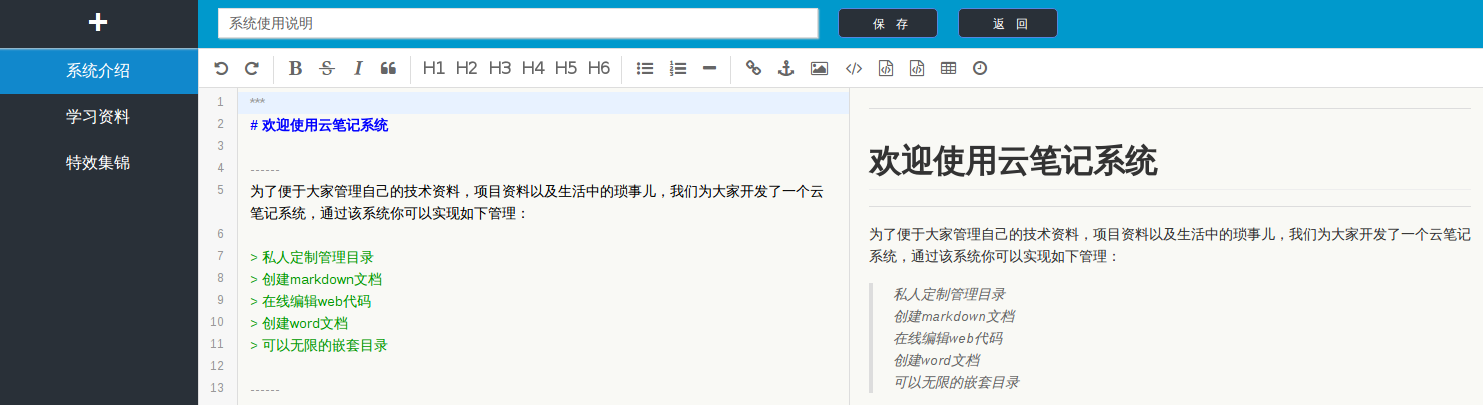 +
系统使用说明
保 存
返 回
系统介绍
学习资料
特效集锦
B S I H1 H2 H3 H4 H5 H6
1 ***
2 # 欢迎使用云笔记系统
3
4 ------
5 为了便于大家管理自己的技术资料，项目资料以及生活中的琐事儿，我们为大家开发了一个云
笔记系统，通过该系统你可以实现如下管理：
6
7 > 私人定制管理目录
8 > 创建markdown文档
9 > 在线编辑web代码
10 > 创建word文档
11 > 可以无限的嵌套目录
12
13 ------
欢迎使用云笔记系统
为了便于大家管理自己的技术资料，项目资料以及生活中的琐事儿，我们为大家开发了一个云笔记
系统，通过该系统你可以实现如下管理：
私人定制管理目录
创建markdown文档
在线编辑web代码
创建word文档
可以无限的嵌套目录